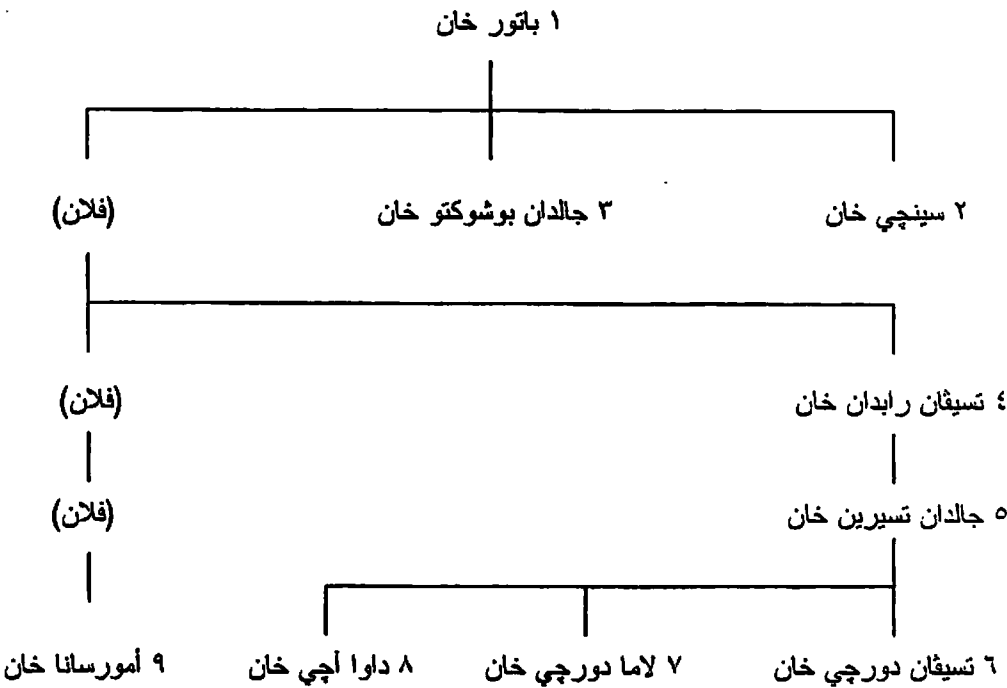 ١ باتور خان
٢ سينچي خان ٣ جالدان بوشوكتو خان (فلان)
٤ تسيڤان رابدان خان (فلان)
٥ جالدان تسيرين خان (فلان)
٦ تسيڤان دورچي خان ٧ لاما دورچي خان ٨ داوا أچي خان ٩ أمورسانا خان